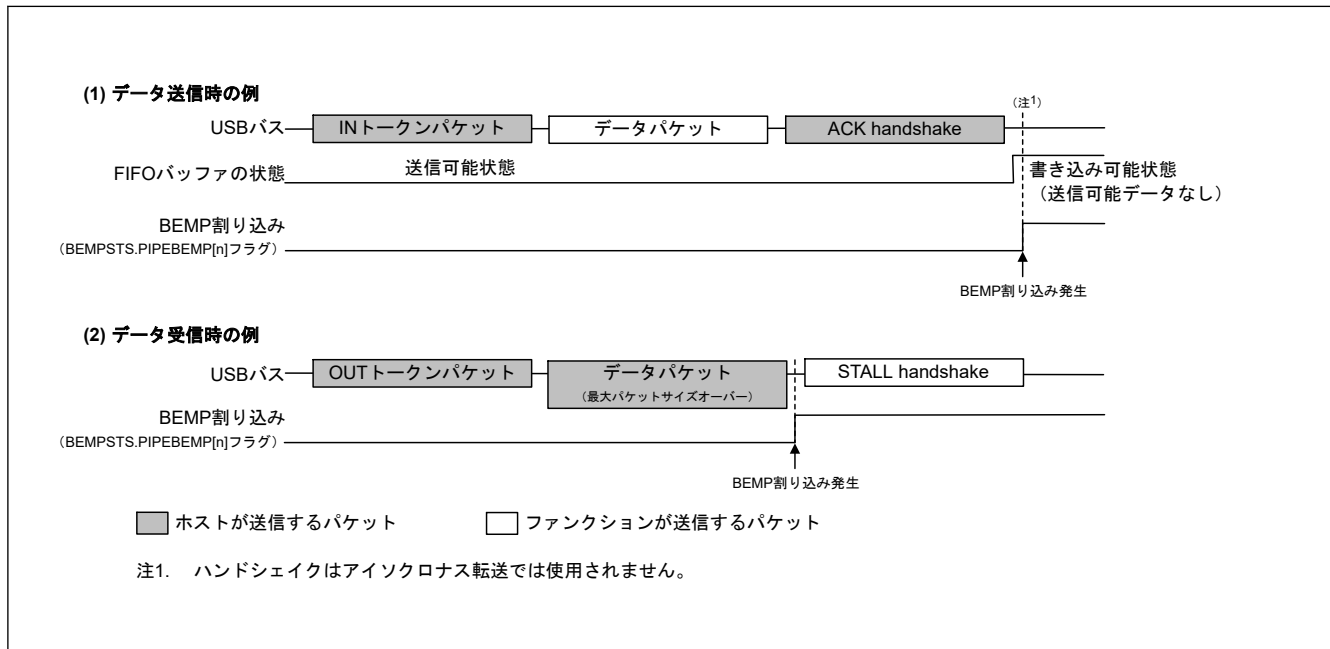 (1) データ送信時の例
(注1)
USBバス
INトークンパケット
データパケット
ACK handshake
FIFOバッファの状態
送信可能状態
書き込み可能状態
(送信可能データなし)
BEMP割り込み
(BEMPSTS.PIPEBEMP[n]フラグ)
BEMP割り込み発生
(2) データ受信時の例
USBバス
OUTトークンパケット
データパケット
(最大パケットサイズオーバー)
STALL handshake
BEMP割り込み
(BEMPSTS.PIPEBEMP[n]フラグ)
BEMP割り込み発生
ホストが送信するパケット
ファンクションが送信するパケット
注1. ハンドシェイクはアイソクロナス転送では使用されません。